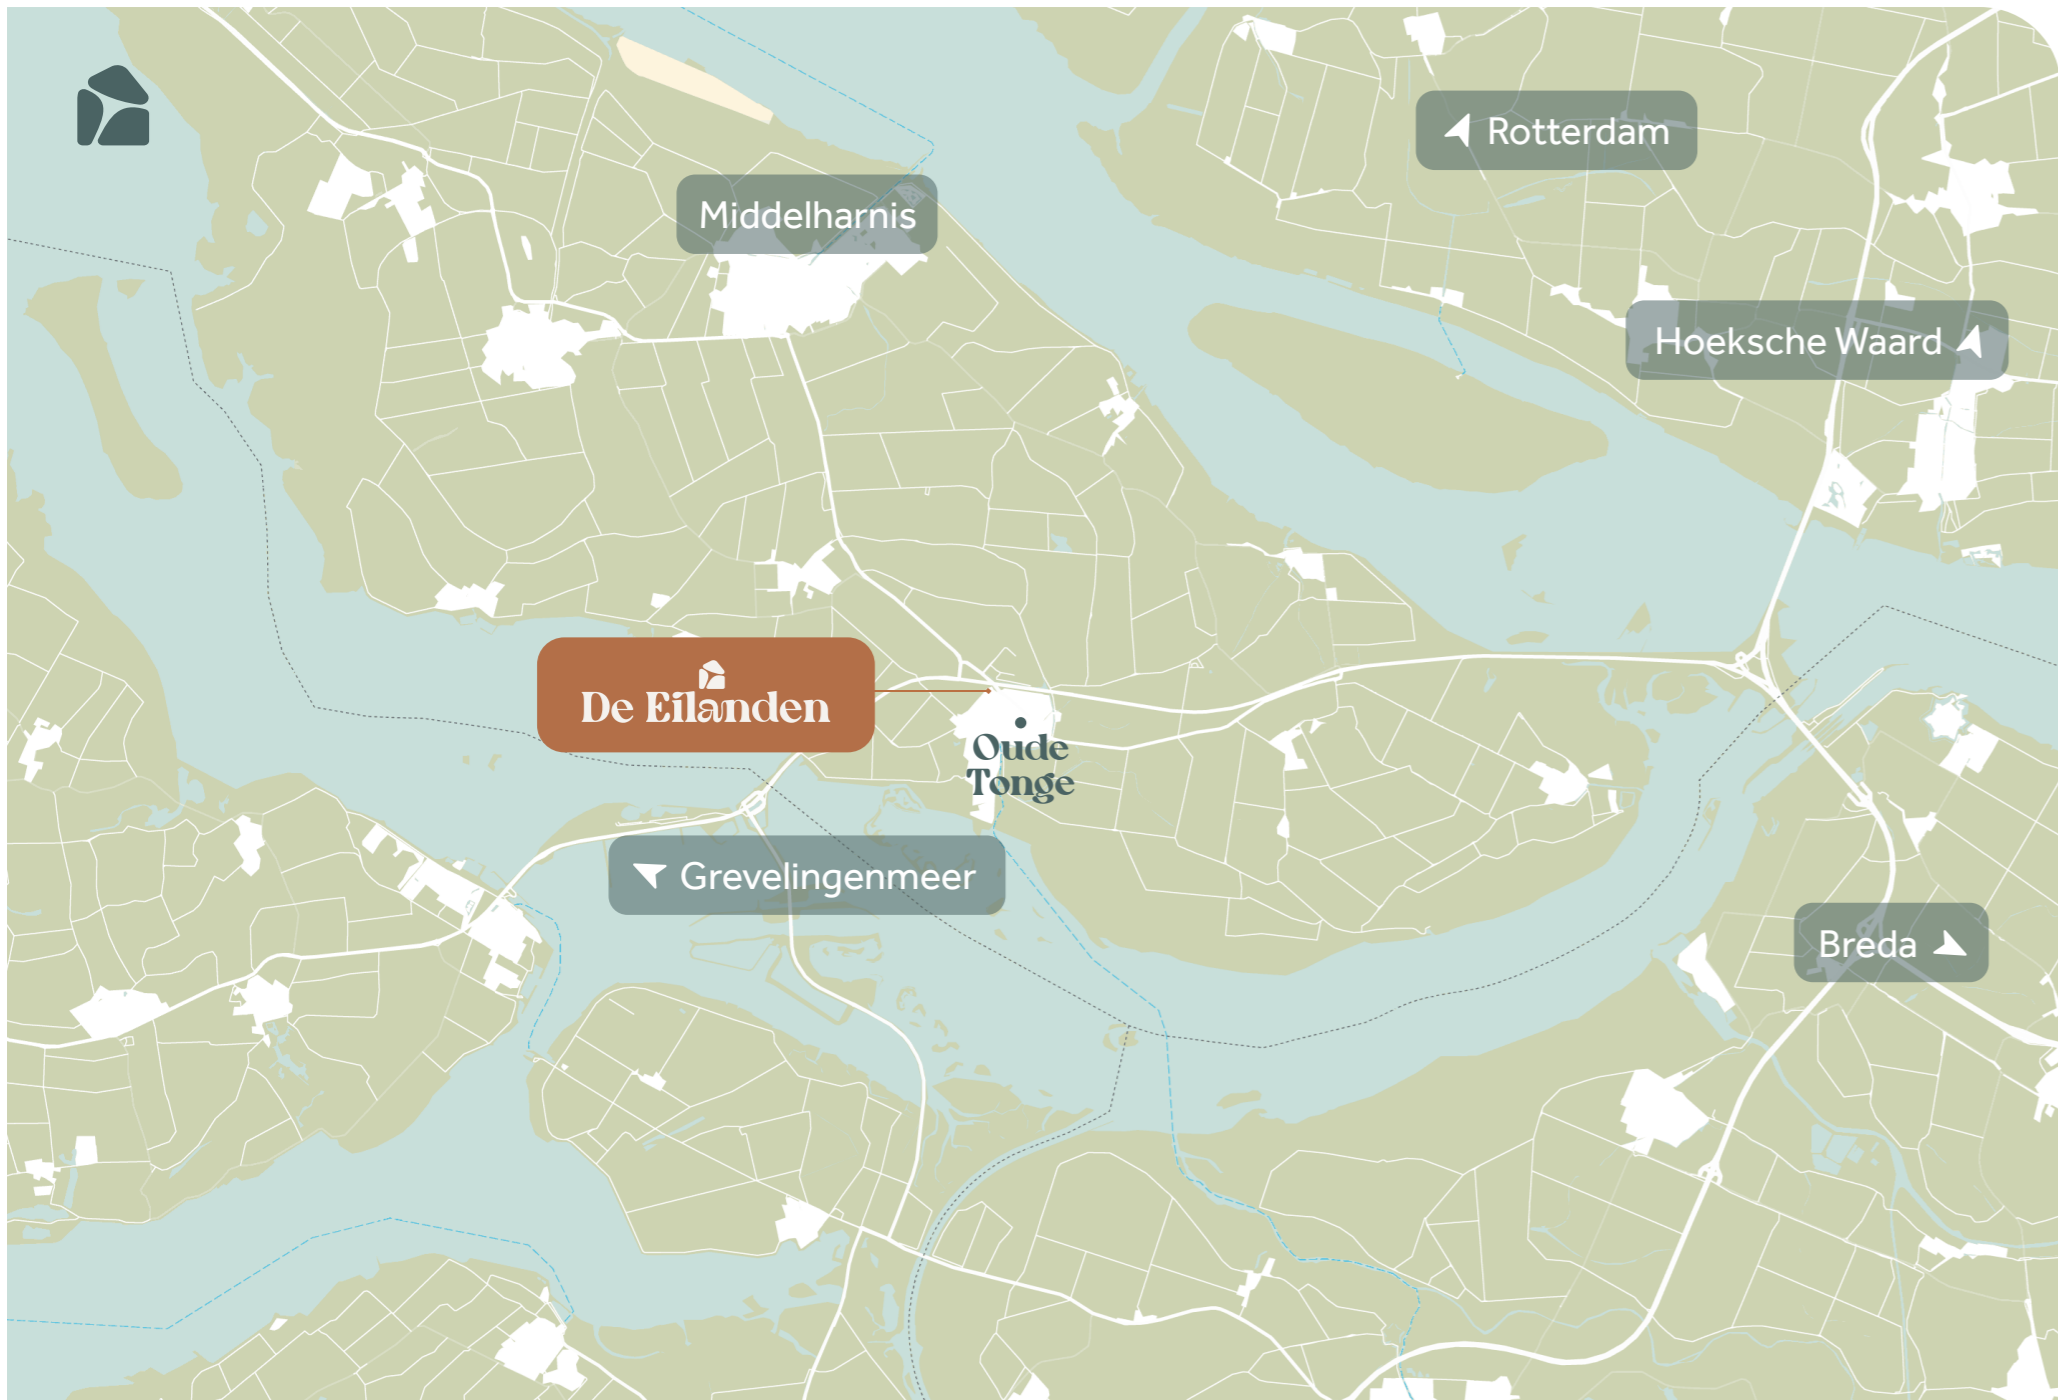 Rotterdam
Middelharnis
Hoeksche Waard
De Eilanden
Oude
Tonge
Grevelingenmeer
Breda